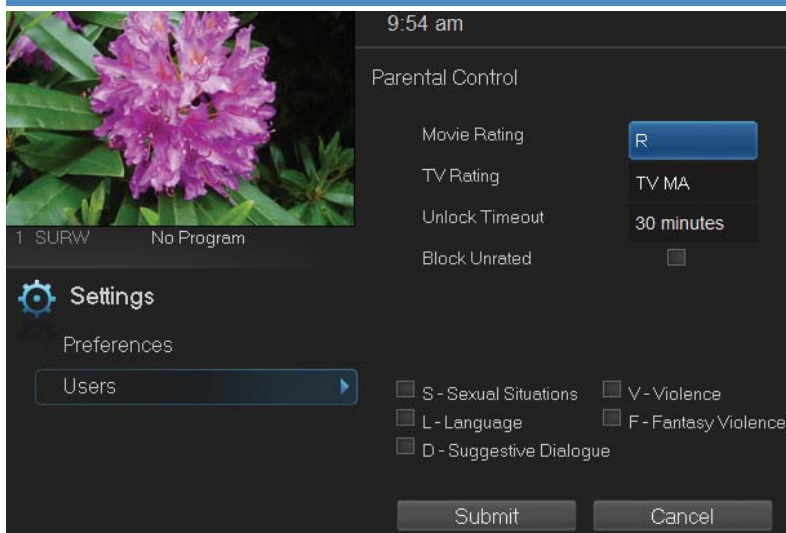 9:54 am
Parental Control
Movie Rating R
TV Rating TV MA
Unlock Timeout 30 minutes
Block Unrated
1 SURW No Program
Settings
Preferences
Users
S - Sexual Situations V - Violence
L - Language F - Fantasy Violence
D - Suggestive Dialogue
Submit Cancel